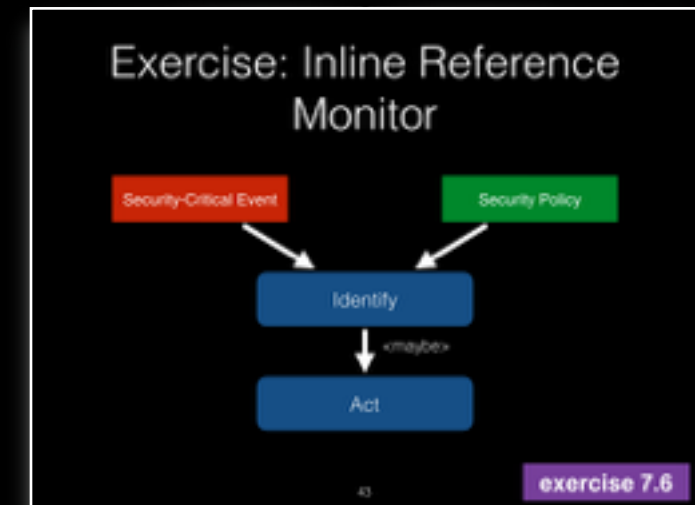 Exercise: Inline Reference
Monitor
Security-Critical Event
Security Policy
Identify
<maybe>
Act
43
exercise 7.6